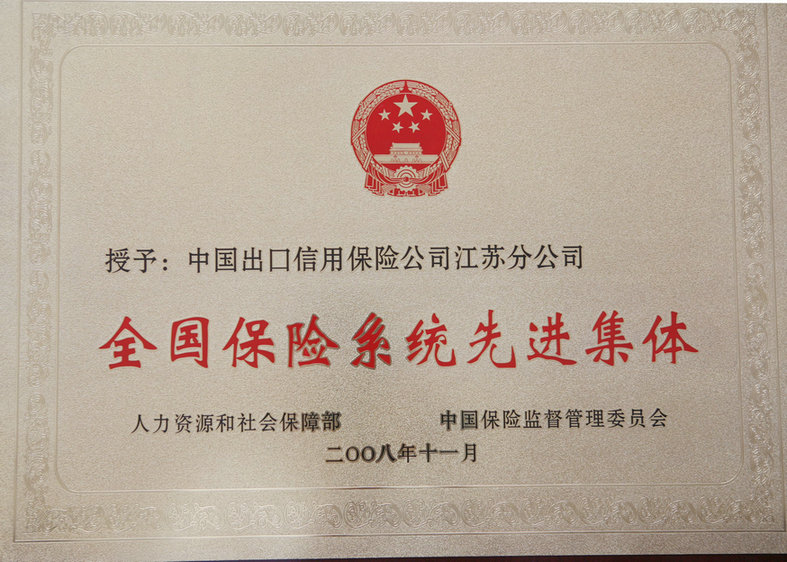 授予：中国出口信用保险公司江苏分公司
全国保险系统先进集体
人力资源和社会保障部 中国保险监督管理委员会
二〇〇八年十一月